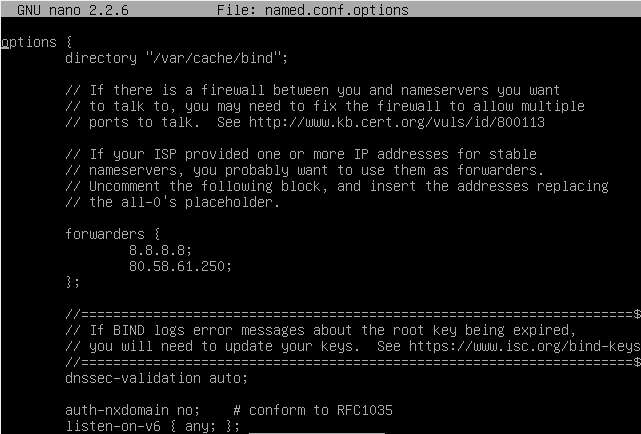 GNU nano 2.2.6 File: named.conf.options
options {
directory "/var/cache/bind";
// If there is a firewall between you and nameservers you want
// to talk to, you may need to fix the firewall to allow multiple
// ports to talk. See http://www.kb.cert.org/vuls/id/800113
// If your ISP provided one or more IP addresses for stable
// nameservers, you probably want to use them as forwarders.
// Uncomment the following block, and insert the addresses replacing
// the all-0's placeholder.
forwarders {
8.8.8.8;
80.58.61.250;
};
//=====================================================================$
// If BIND logs error messages about the root key being expired,
// you will need to update your keys. See https://www.isc.org/bind-keys
//=====================================================================$
dnssec-validation auto;
auth-nxdomain no; # conform to RFC1035
listen-on-v6 { any; };